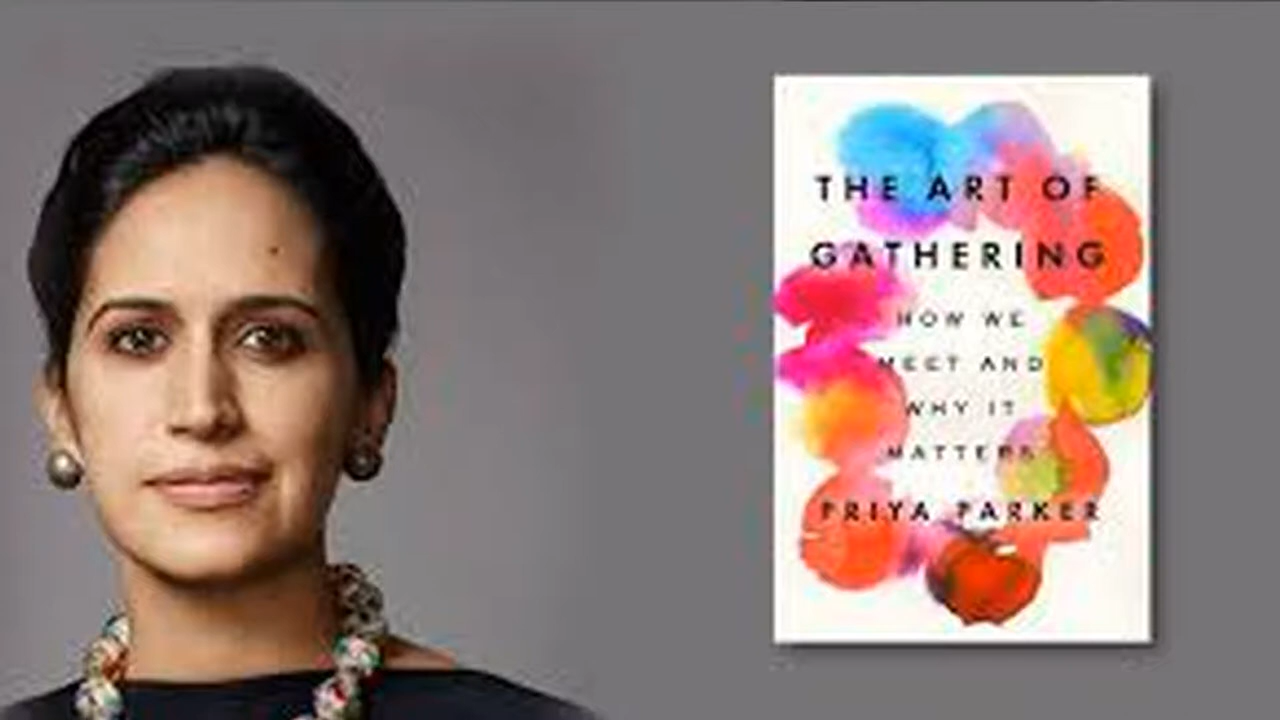 THE ART OF
GATHERING
HOW WE
MEET AND
WHY IT
MATTERS
PRIYA PARKER